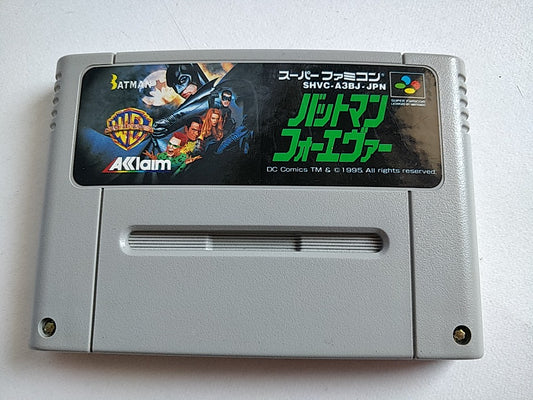 BATMAN
スーパーファミコン
SHVC-A3BJ-JPN
バットマン
フォーエヴァー
WB
AKlaim
SUPER FAMICOM
DC Comics TM & © 1995. All rights reserved.